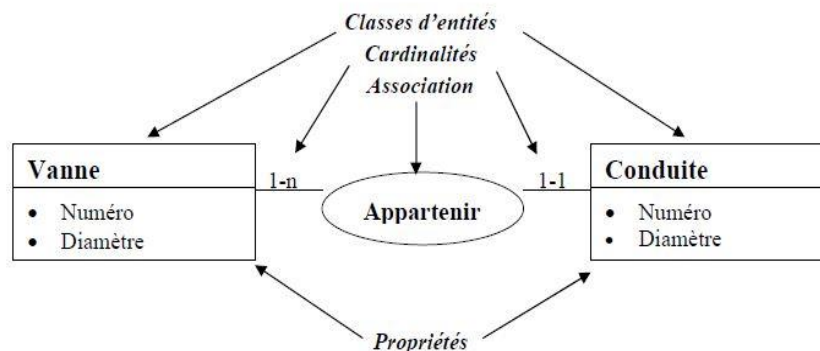 Classes d'entités
Cardinalités
Association
Vanne
1-n
1-1
Conduite
• Numéro
• Diamètre
Appartenir
• Numéro
• Diamètre
Propriétés